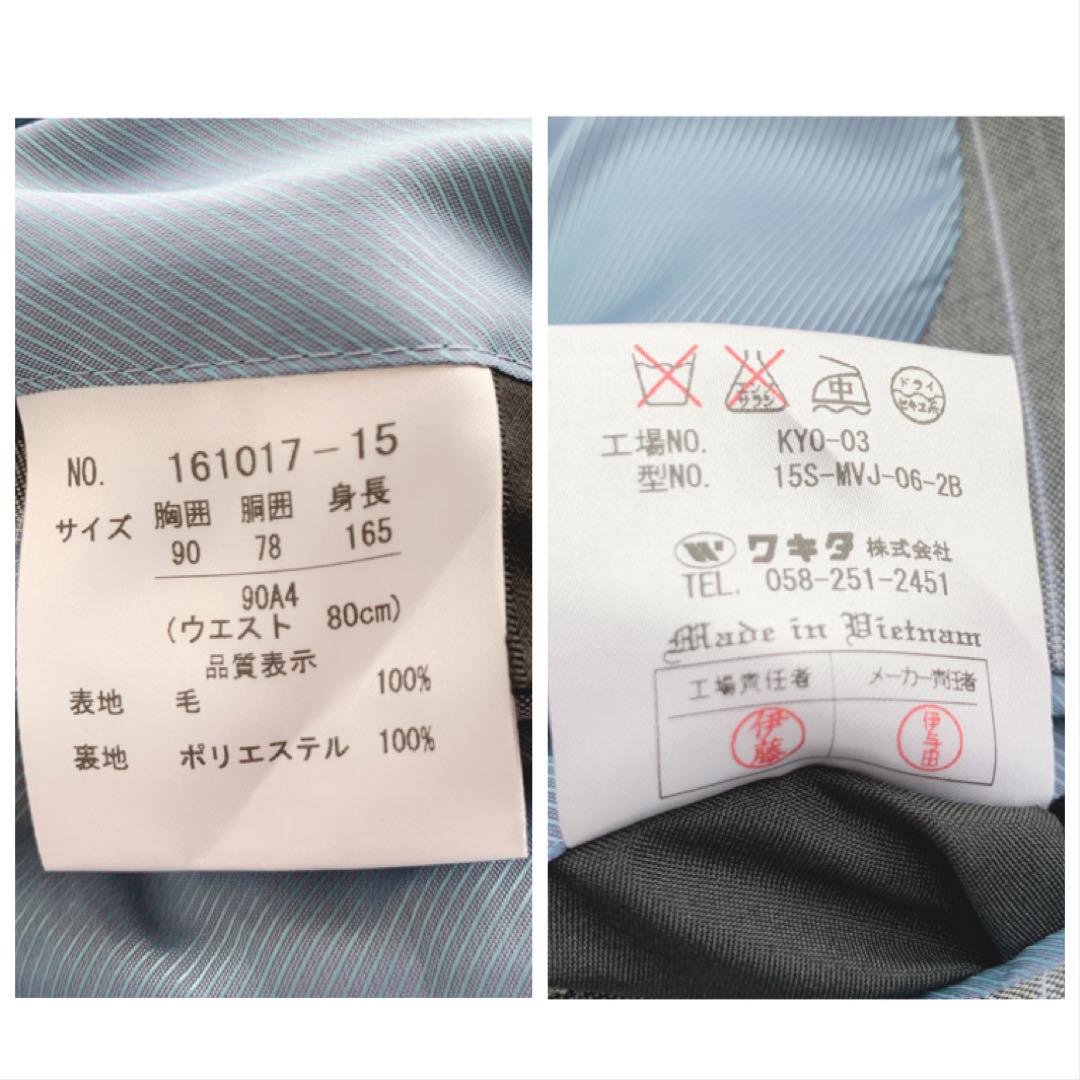 NO. 161017-15
サイズ 胸囲 胴囲 身長
90 78 165
90A4
(ウエスト 80cm)
品質表示
表地 毛 100%
裏地 ポリエステル 100%
エンソ サラシ 中 ドライ セキユ系
工場NO. KYO-03
型NO. 15S-MVJ-06-2B
ワキタ 株式会社
TEL. 058-251-2451
Made in Vietnam
工場責任者 メーカー責任者
伊藤 伊与田